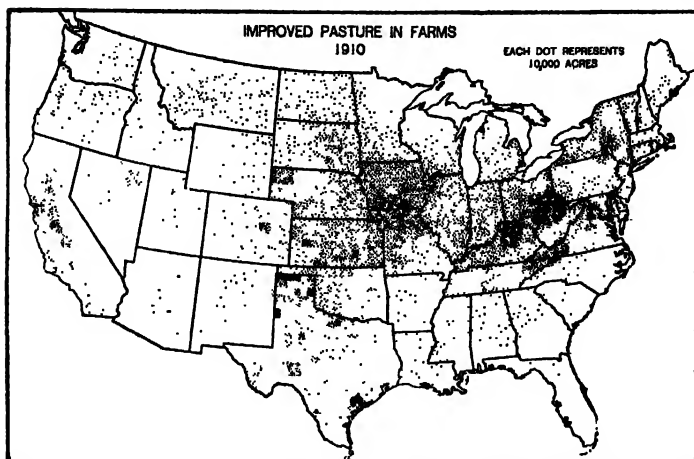 IMPROVED PASTURE IN FARMS
1910
EACH DOT REPRESENTS
10,000 ACRES